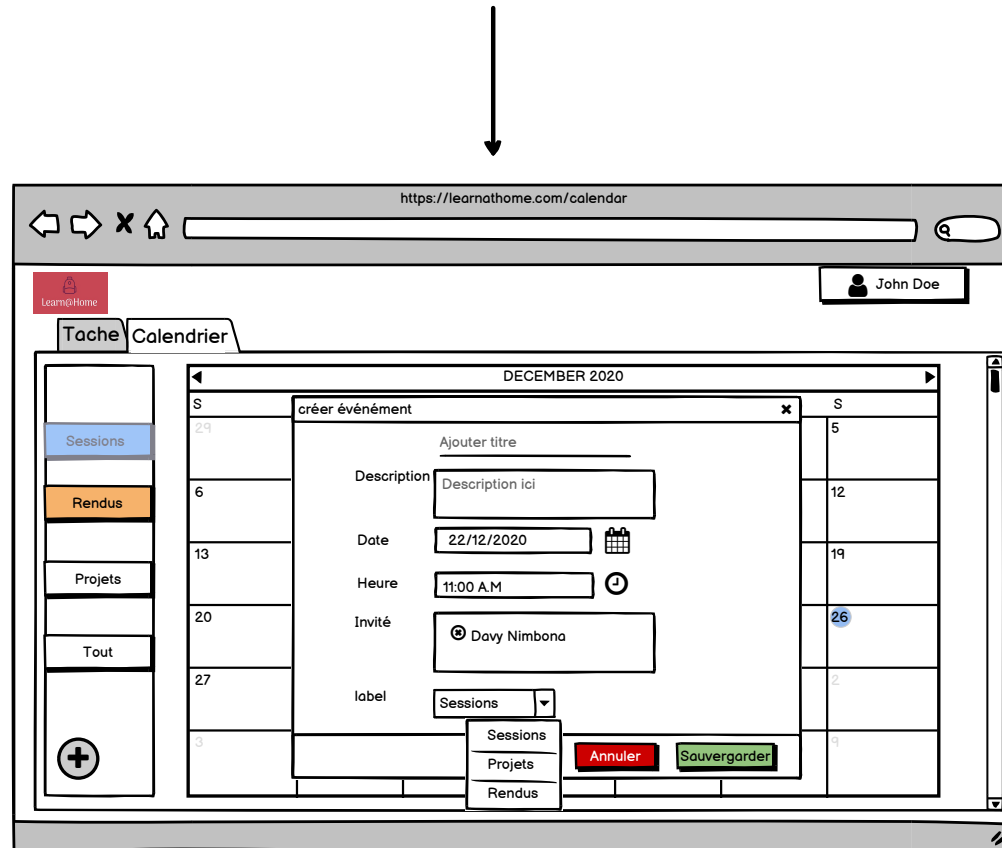 https://learnathome.com/calendar
Learn@Home
John Doe
Tache
Calendrier
Sessions
Rendus
Projets
Tout
DECEMBER 2020
S
S
29
5
6
12
13
19
20
26
27
2
3
9
créer événément
Ajouter titre
Description
Description ici
Date
22/12/2020
Heure
11:00 A.M
Invité
Davy Nimbona
label
Sessions
Sessions
Projets
Rendus
Annuler
Sauvergarder